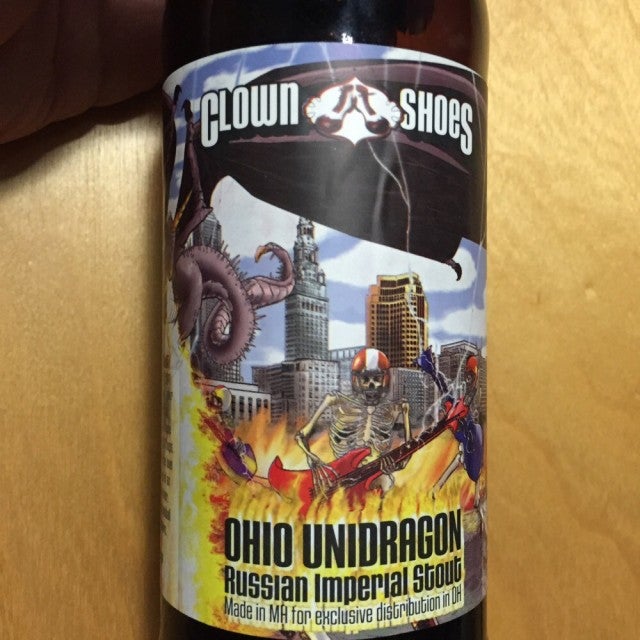 CLOWN SHOES
OHIO UNIDRAGON
Russian Imperial Stout
Made in MA for exclusive distribution in OH